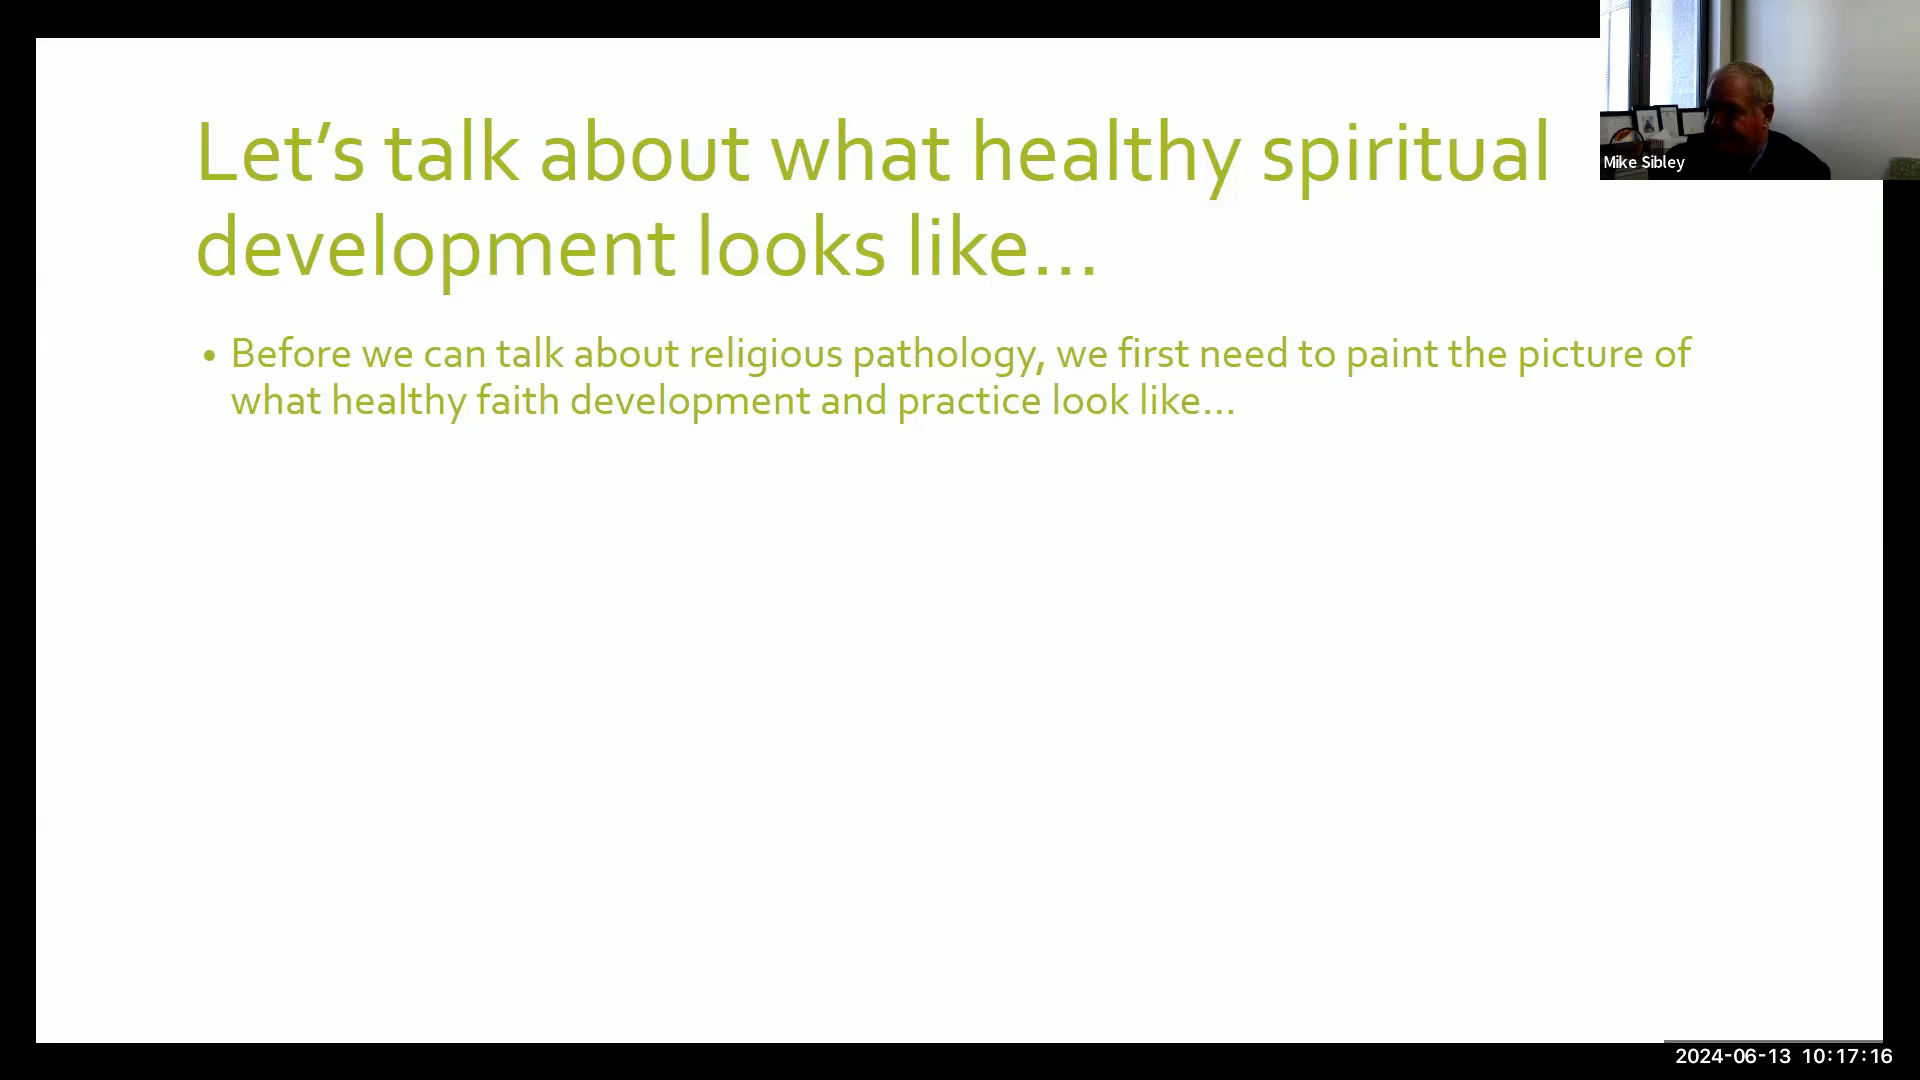 Let’s talk about what healthy spiritual
development looks like…
• Before we can talk about religious pathology, we first need to paint the picture of
what healthy faith development and practice look like…
Mike Sibley
2024-06-13 10:17:16